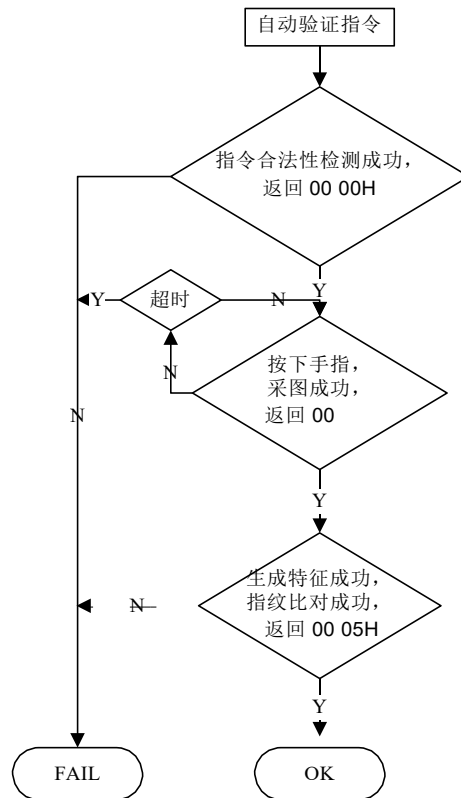 自动验证指令
指令合法性检测成功，
返回 00 00H
Y
Y
超时
N
按下手指，
采图成功，
返回 00
N
N
Y
生成特征成功，
指纹比对成功，
返回 00 05H
N
Y
FAIL
OK